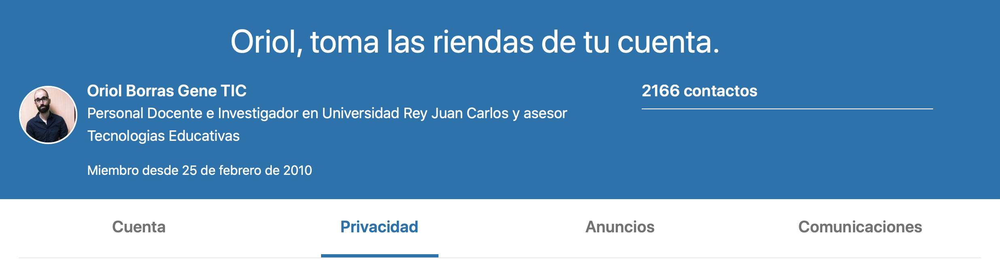 Oriol, toma las riendas de tu cuenta.
Oriol Borras Gene TIC
Personal Docente e Investigador en Universidad Rey Juan Carlos y asesor
Tecnologias Educativas
Miembro desde 25 de febrero de 2010
2166 contactos
Cuenta
Privacidad
Anuncios
Comunicaciones